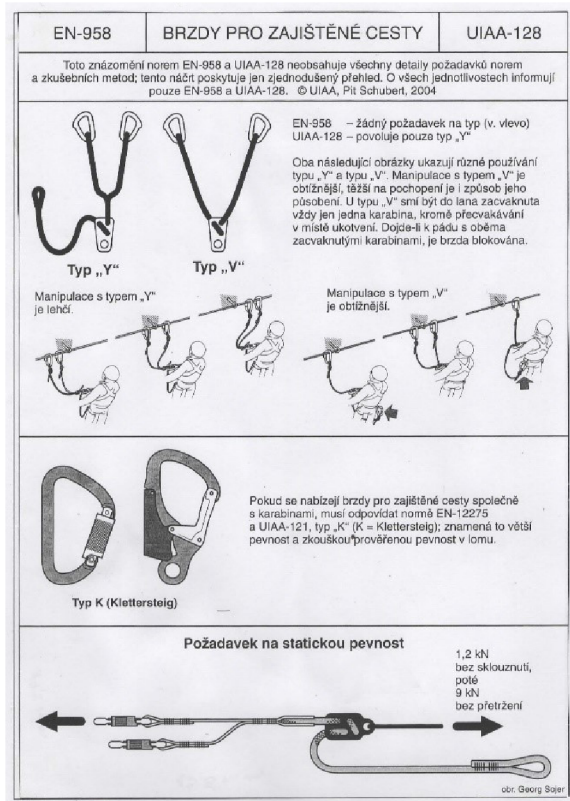 EN-958
BRZDY PRO ZAJIŠTĚNÉ CESTY
UIAA-128
Toto znázornění norem EN-958 a UIAA-128 neobsahuje všechny detaily požadavků norem
a zkušebních metod; tento náčrt poskytuje jen zjednodušený přehled. O všech jednotlivostech informují
pouze EN-958 a UIAA-128. © UIAA, Pit Schubert, 2004
EN-958 – žádný požadavek na typ (v. vlevo)
UIAA-128 – povoluje pouze typ „Y“
Oba následující obrázky ukazují různé používání
typu „Y“ a typu „V“. Manipulace s typem „V“ je
obtížnější, těžší na pochopení je i způsob jeho
působení. U typu „V“ smí být do lana zacvaknuta
vždy jen jedna karabina, kromě přecvakávání
v místě ukotvení. Dojde-li k pádu s oběma
zacvaknutými karabinami, je brzda blokována.
Typ „Y“
Typ „V“
Manipulace s typem „Y“
je lehčí.
Manipulace s typem „V“
je obtížnější.
Pokud se nabízejí brzdy pro zajištěné cesty společně
s karabinami, musí odpovídat normě EN-12275
a UIAA-121, typ „K“ (K = Klettersteig); znamená to větší
pevnost a zkouškou prověřenou pevnost v lomu.
Typ K (Klettersteig)
Požadavek na statickou pevnost
1,2 kN
bez sklouznutí,
poté
9 kN
bez přetržení
obr. Georg Sojer